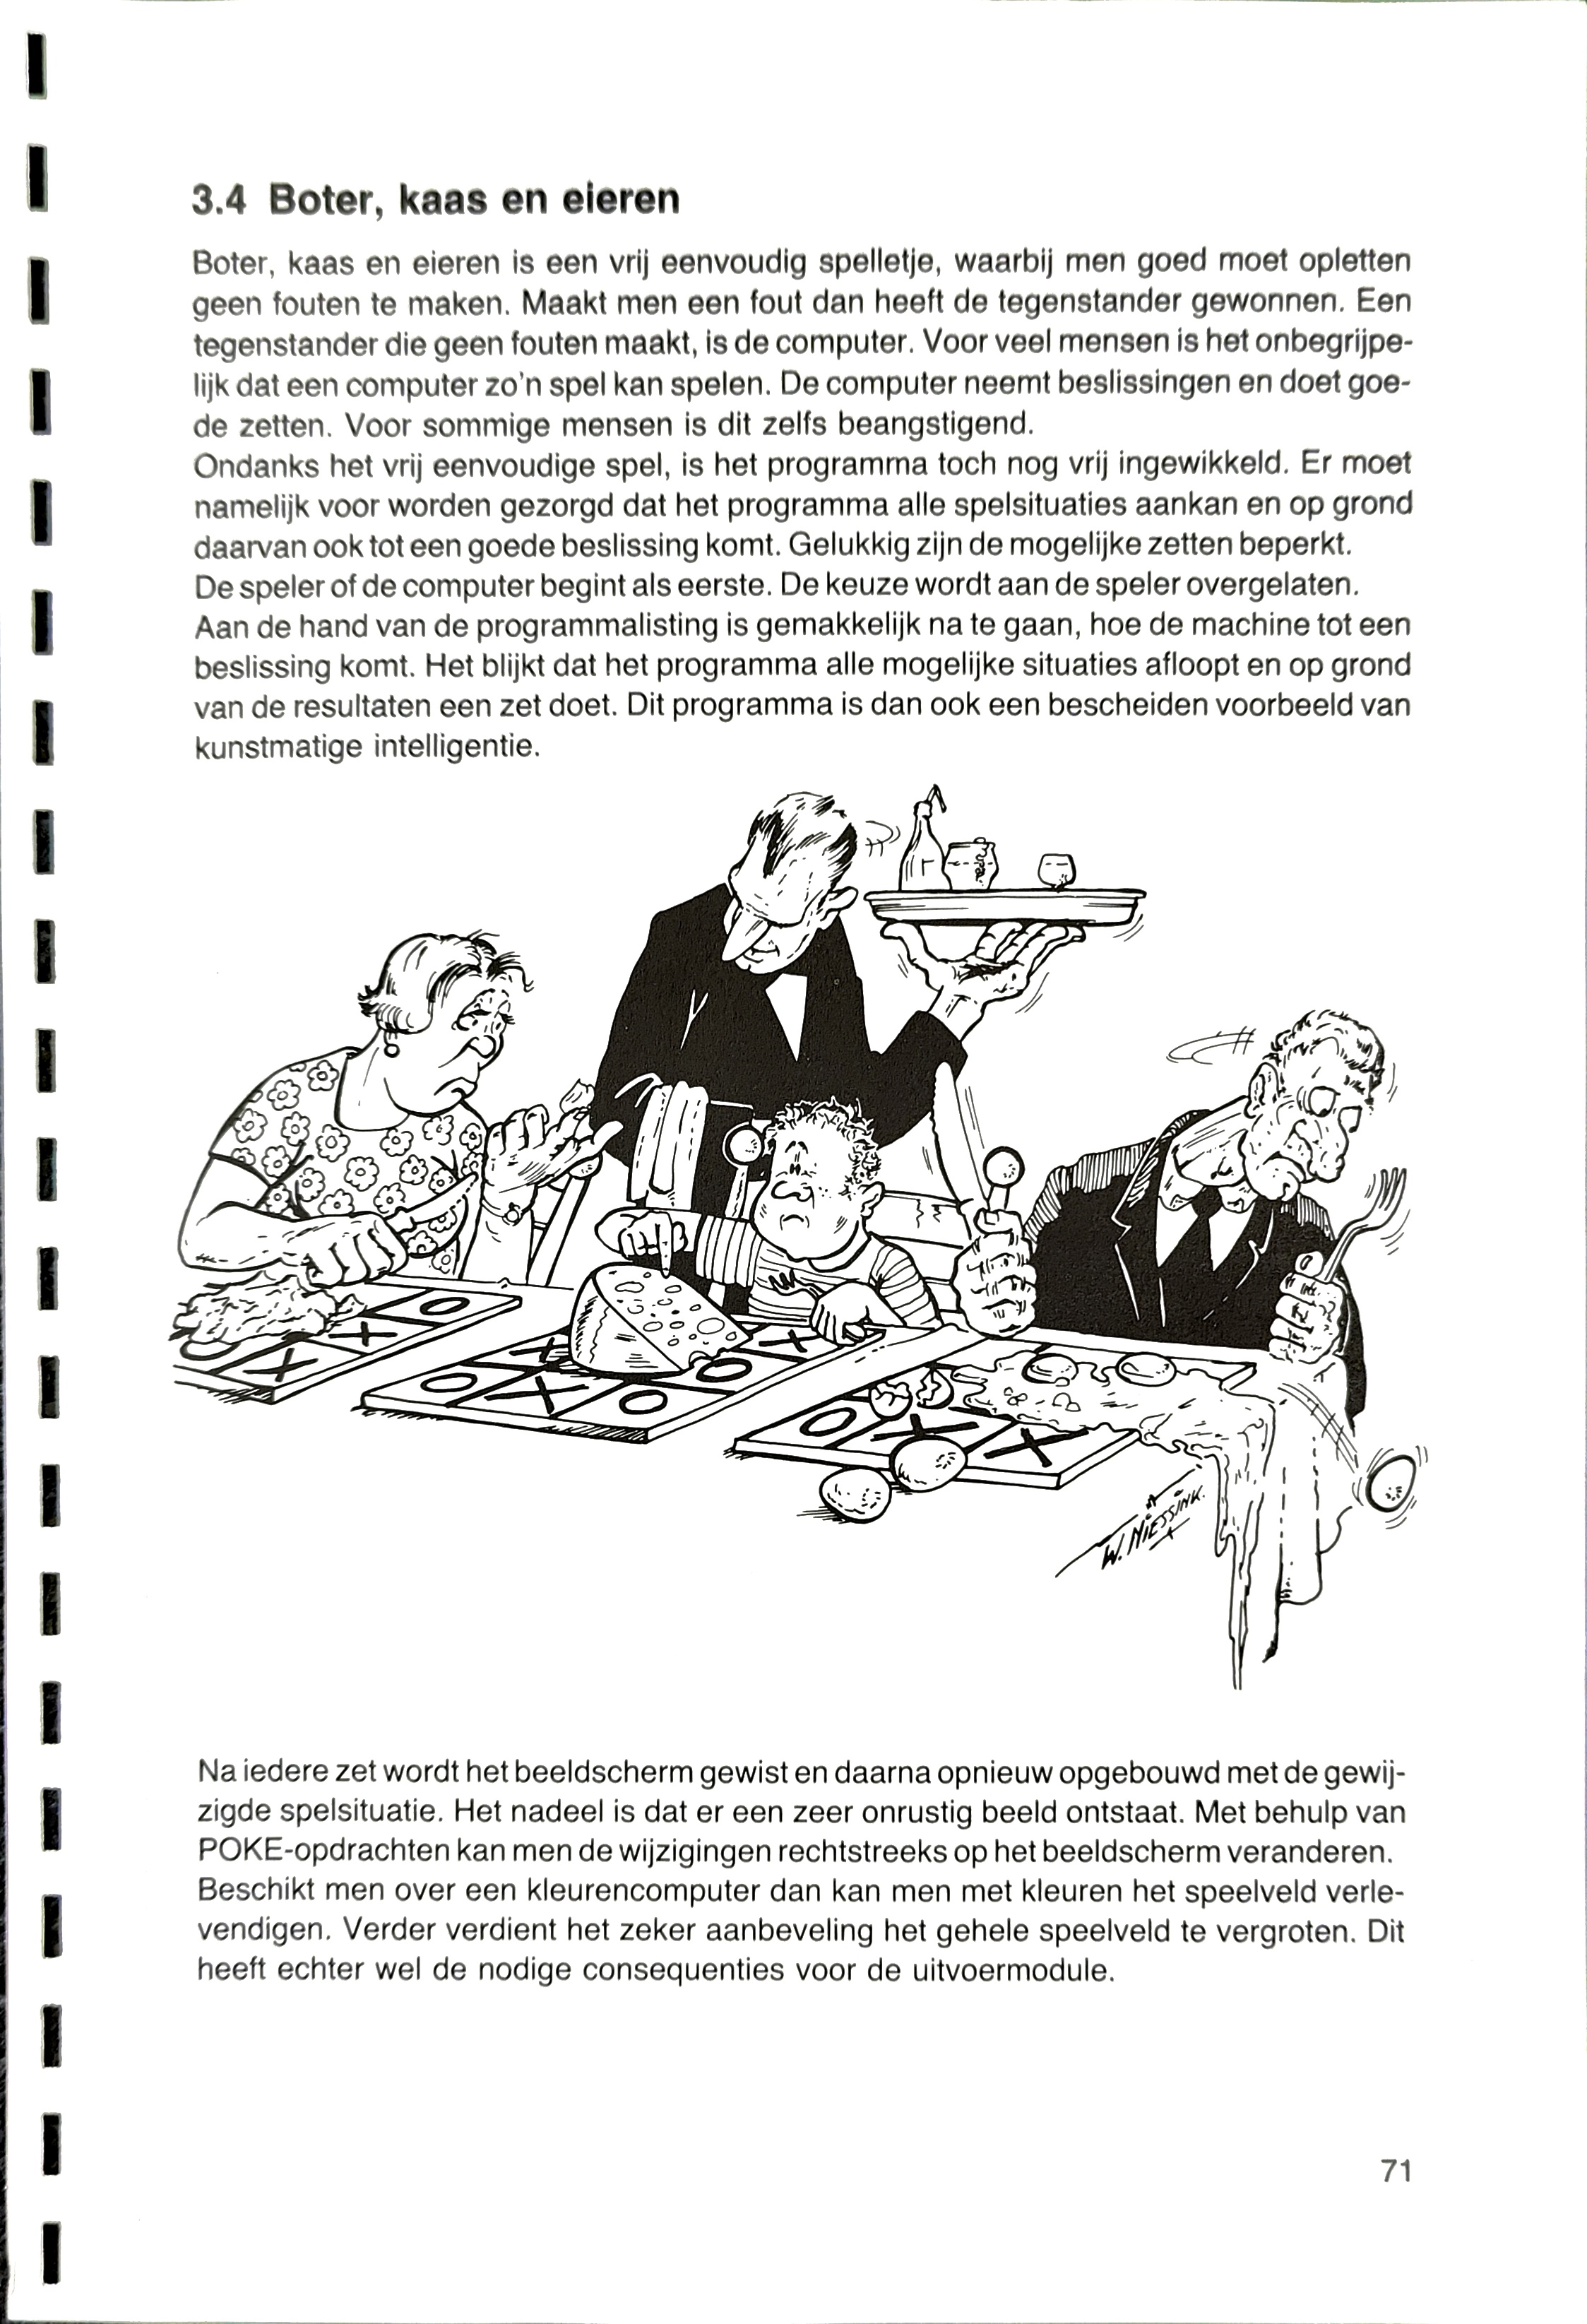 3.4 Boter, kaas en eieren
Boter, kaas en eieren is een vrij eenvoudig spelletje, waarbij men goed moet opletten
geen fouten te maken. Maakt men een fout dan heeft de tegenstander gewonnen. Een
tegenstander die geen fouten maakt, is de computer. Voor veel mensen is het onbegrijpe-
lijk dat een computer zo'n spel kan spelen. De computer neemt beslissingen en doet goe-
de zetten. Voor sommige mensen is dit zelfs beangstigend.
Ondanks het vrij eenvoudige spel, is het programma toch nog vrij ingewikkeld. Er moet
namelijk voor worden gezorgd dat het programma alle spelsituaties aankan en op grond
daarvan ook tot een goede beslissing komt. Gelukkig zijn de mogelijke zetten beperkt.
De speler of de computer begint als eerste. De keuze wordt aan de speler overgelaten.
Aan de hand van de programmalisting is gemakkelijk na te gaan, hoe de machine tot een
beslissing komt. Het blijkt dat het programma alle mogelijke situaties afloopt en op grond
van de resultaten een zet doet. Dit programma is dan ook een bescheiden voorbeeld van
kunstmatige intelligentie.
O
X
X
X
X
O
O
X
O
O
X
X
W. NIESSINK.
Na iedere zet wordt het beeldscherm gewist en daarna opnieuw opgebouwd met de gewij-
zigde spelsituatie. Het nadeel is dat er een zeer onrustig beeld ontstaat. Met behulp van
POKE-opdrachten kan men de wijzigingen rechtstreeks op het beeldscherm veranderen.
Beschikt men over een kleurencomputer dan kan men met kleuren het speelveld verle-
vendigen. Verder verdient het zeker aanbeveling het gehele speelveld te vergroten. Dit
heeft echter wel de nodige consequenties voor de uitvoermodule.
71